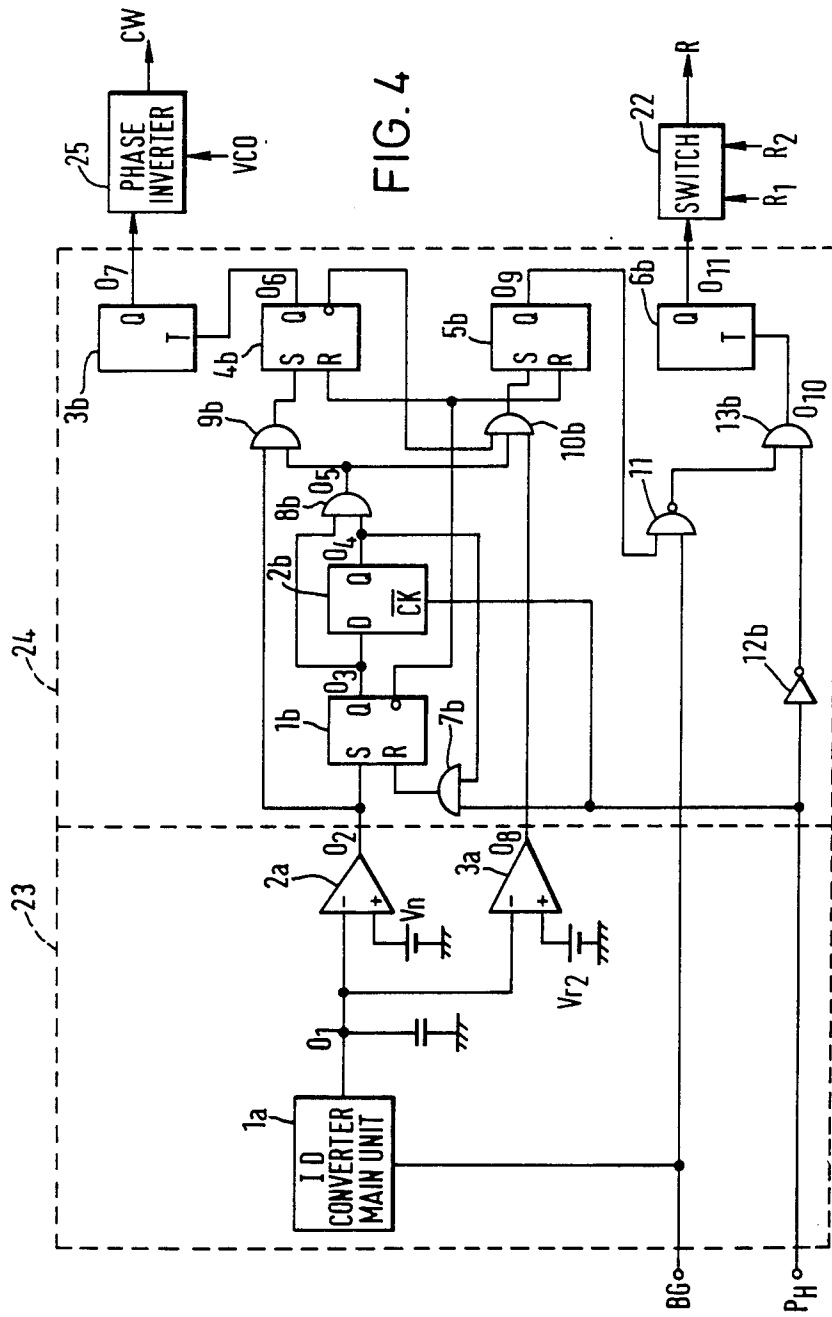 FIG. 4
23
24
1a
I D
CONVERTER
MAIN UNIT
O1
2a
−
+
Vn
O2
3a
−
+
Vr2
O8
BG
PH
1b
S
R
Q
O3
7b
2b
D
Q
CK
O4
8b
O5
9b
10b
3b
Q
T
O7
4b
S
R
Q
O6
5b
S
R
Q
O9
11
12b
13b
O10
6b
Q
T
O11
25
PHASE
INVERTER
CW
VCO
22
SWITCH
R
R1
R2